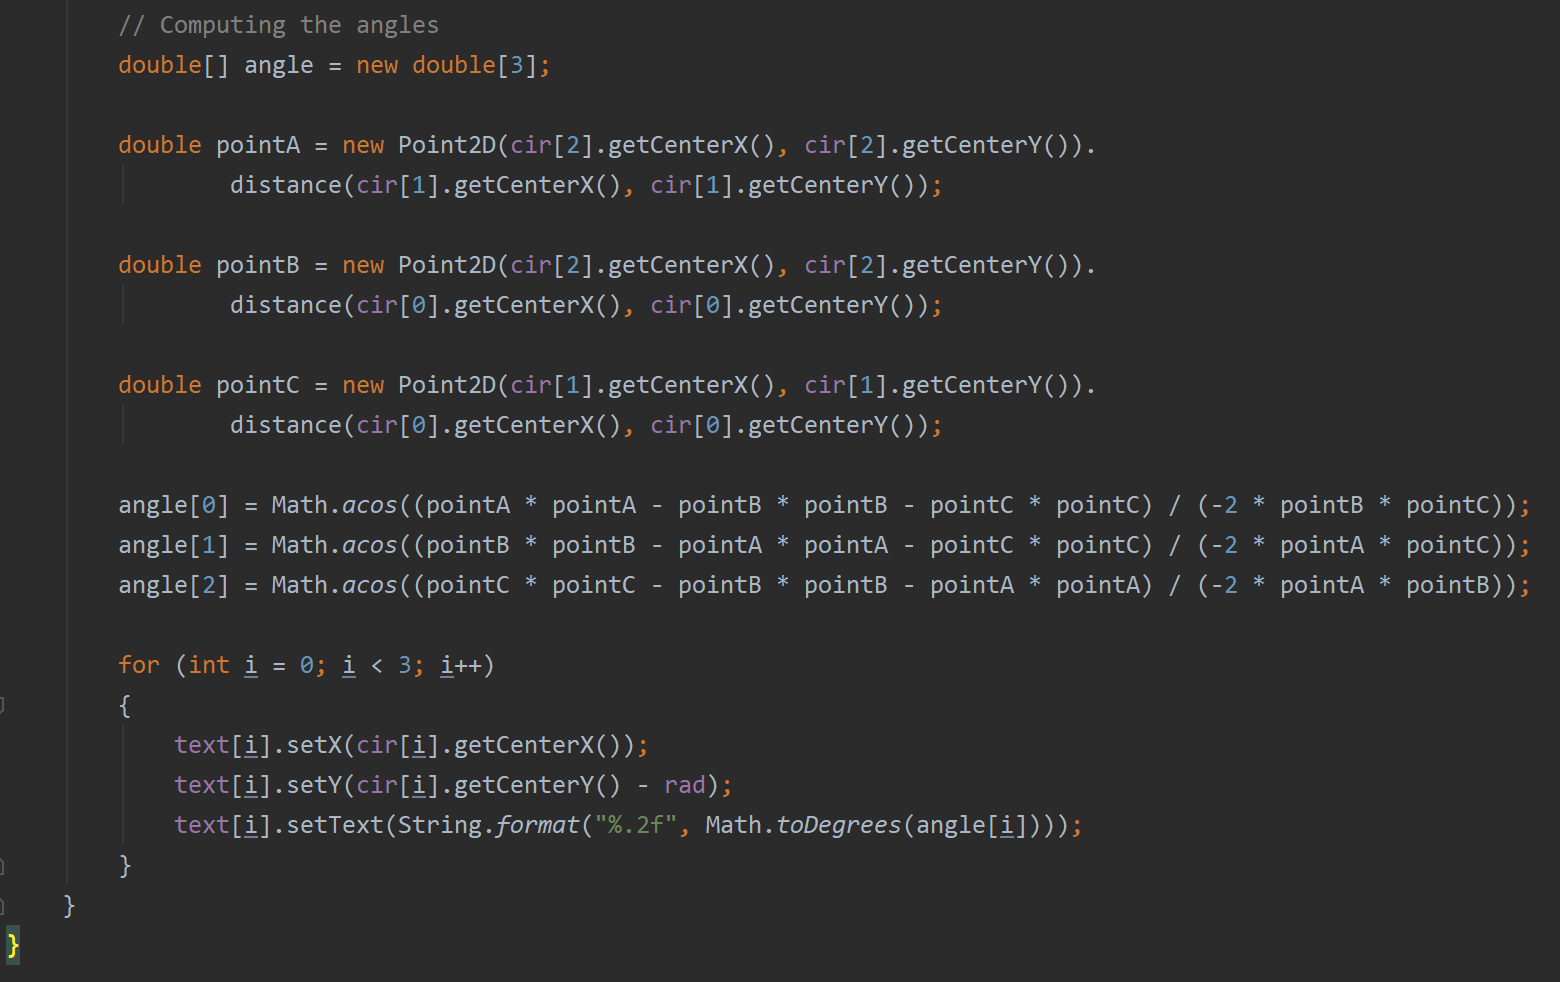 // Computing the angles
double[] angle = new double[3];
double pointA = new Point2D(cir[2].getCenterX(), cir[2].getCenterY()).
distance(cir[1].getCenterX(), cir[1].getCenterY());
double pointB = new Point2D(cir[2].getCenterX(), cir[2].getCenterY()).
distance(cir[0].getCenterX(), cir[0].getCenterY());
double pointC = new Point2D(cir[1].getCenterX(), cir[1].getCenterY()).
distance(cir[0].getCenterX(), cir[0].getCenterY());
angle[0] = Math.acos((pointA * pointA - pointB * pointB - pointC * pointC) / (-2 * pointB * pointC));
angle[1] = Math.acos((pointB * pointB - pointA * pointA - pointC * pointC) / (-2 * pointA * pointC));
angle[2] = Math.acos((pointC * pointC - pointB * pointB - pointA * pointA) / (-2 * pointA * pointB));
for (int i = 0; i < 3; i++)
{
text[i].setX(cir[i].getCenterX());
text[i].setY(cir[i].getCenterY() - rad);
text[i].setText(String.format("%.2f", Math.toDegrees(angle[i])));
}
}
}